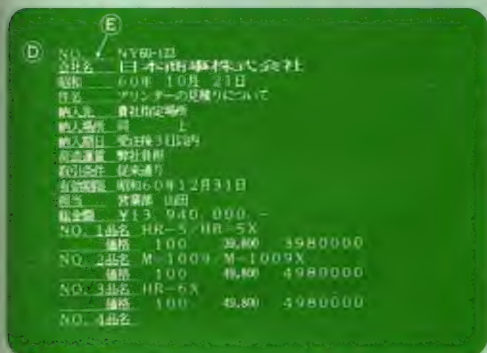 Ⓔ
Ⓓ NO. NY60-123
会社名 日本商事株式会社
昭和 60年 10月 21日
件名 プリンターの見積りについて
納入先 貴社指定場所
納入場所 同 上
納入期日 受注後3日以内
荷造運賃 弊社負担
取引条件 従来通り
有効期限 昭和60年12月31日
担当 営業部 山田
総金額 ¥13,940,000.-
NO. 1品名 HR-5/HR-5X
価格 100 39,800 3980000
NO. 2品名 M-1009/M-1009X
価格 100 49,800 4980000
NO. 3品名 HR-6X
価格 100 49,800 4980000
NO. 4品名